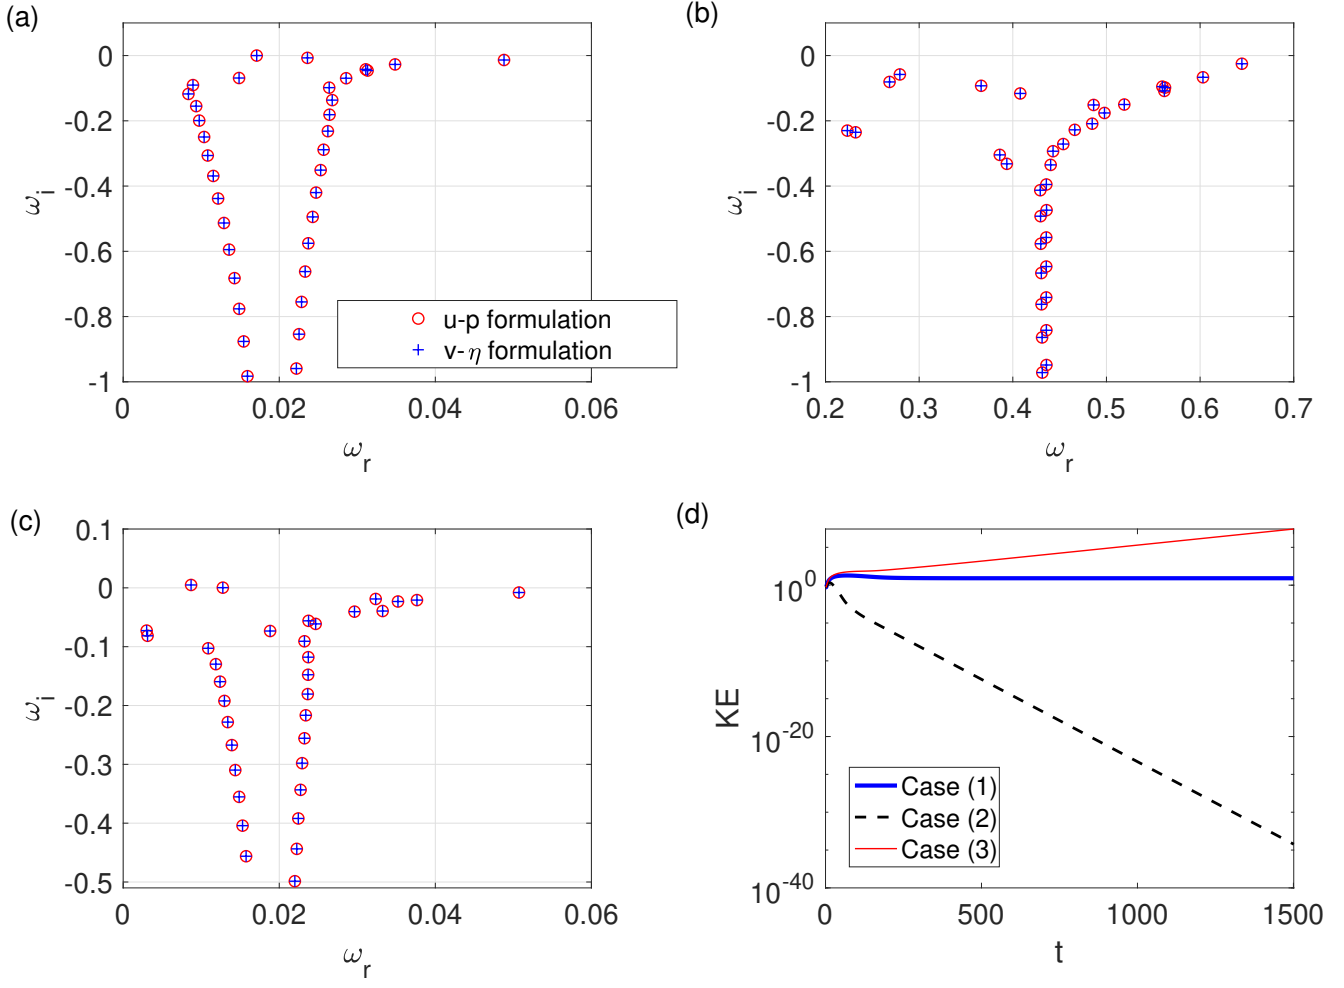 (a)
0
-0.2
-0.4
-0.6
-0.8
-1
ω_i
0 0.02 0.04 0.06
ω_r
u-p formulation
v-η formulation
(b)
0
-0.2
-0.4
-0.6
-0.8
-1
ω_i
0.2 0.3 0.4 0.5 0.6 0.7
ω_r
(c)
0.1
0
-0.1
-0.2
-0.3
-0.4
-0.5
ω_i
0 0.02 0.04 0.06
ω_r
(d)
10^0
10^-20
10^-40
KE
Case (1)
Case (2)
Case (3)
0 500 1000 1500
t